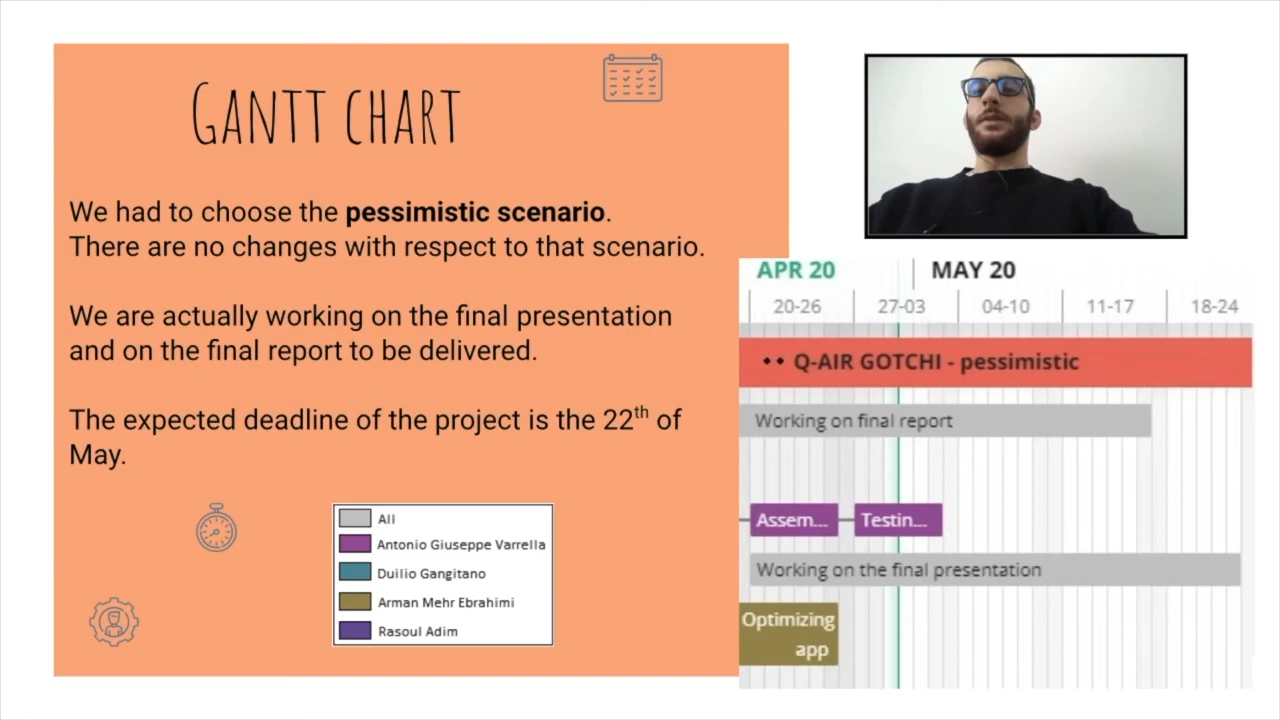 GANTT CHART
We had to choose the pessimistic scenario.
There are no changes with respect to that scenario.
We are actually working on the final presentation
and on the final report to be delivered.
The expected deadline of the project is the 22th of
May.
All
Antonio Giuseppe Varrella
Duilio Gangitano
Arman Mehr Ebrahimi
Rasoul Adim
APR 20 MAY 20
20-26 27-03 04-10 11-17 18-24
Q-AIR GOTCHI - pessimistic
Working on final report
Assem... Testin...
Working on the final presentation
Optimizing
app